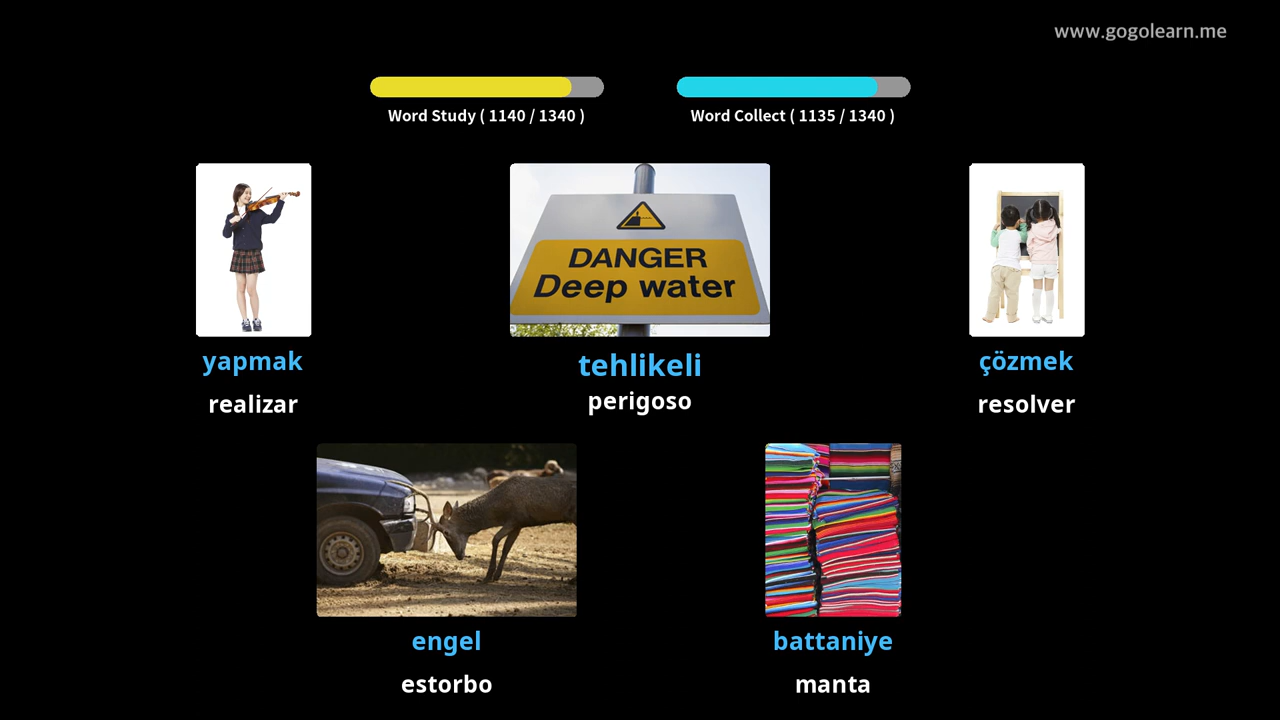 www.gogolearn.me
Word Study ( 1140 / 1340 )
Word Collect ( 1135 / 1340 )
DANGER
Deep water
yapmak
realizar
tehlikeli
perigoso
çözmek
resolver
engel
estorbo
battaniye
manta